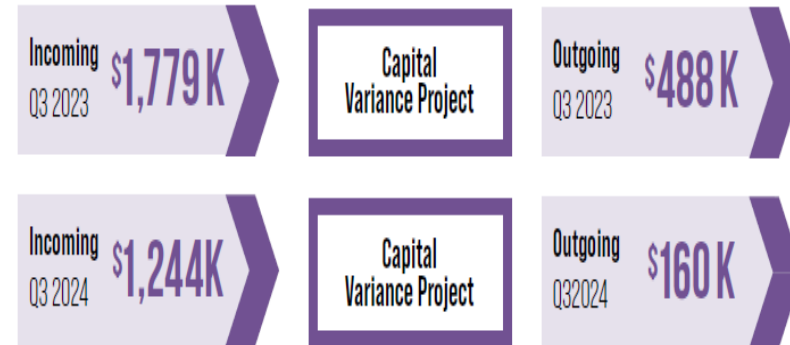 Incoming
Q3 2023
$1,779 K
Capital
Variance Project
Outgoing
Q3 2023
$488 K
Incoming
Q3 2024
$1,244K
Capital
Variance Project
Outgoing
Q32024
$160 K